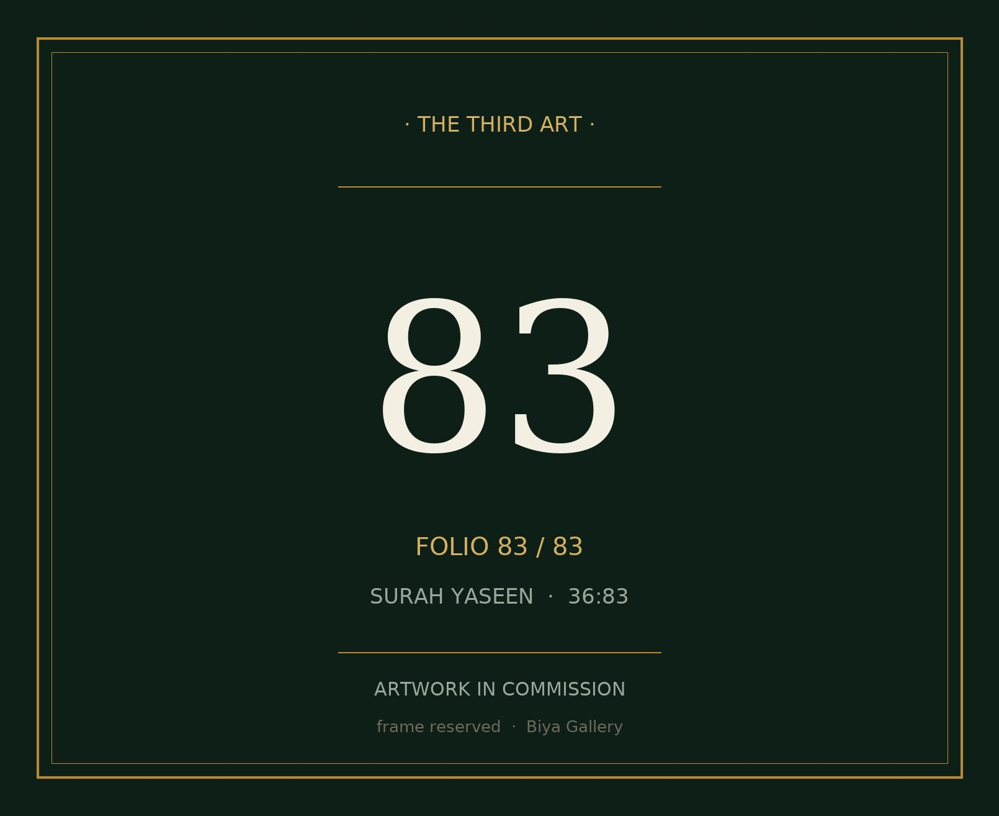 · THE THIRD ART ·
83
FOLIO 83 / 83
SURAH YASEEN · 36:83
ARTWORK IN COMMISSION
frame reserved · Biya Gallery